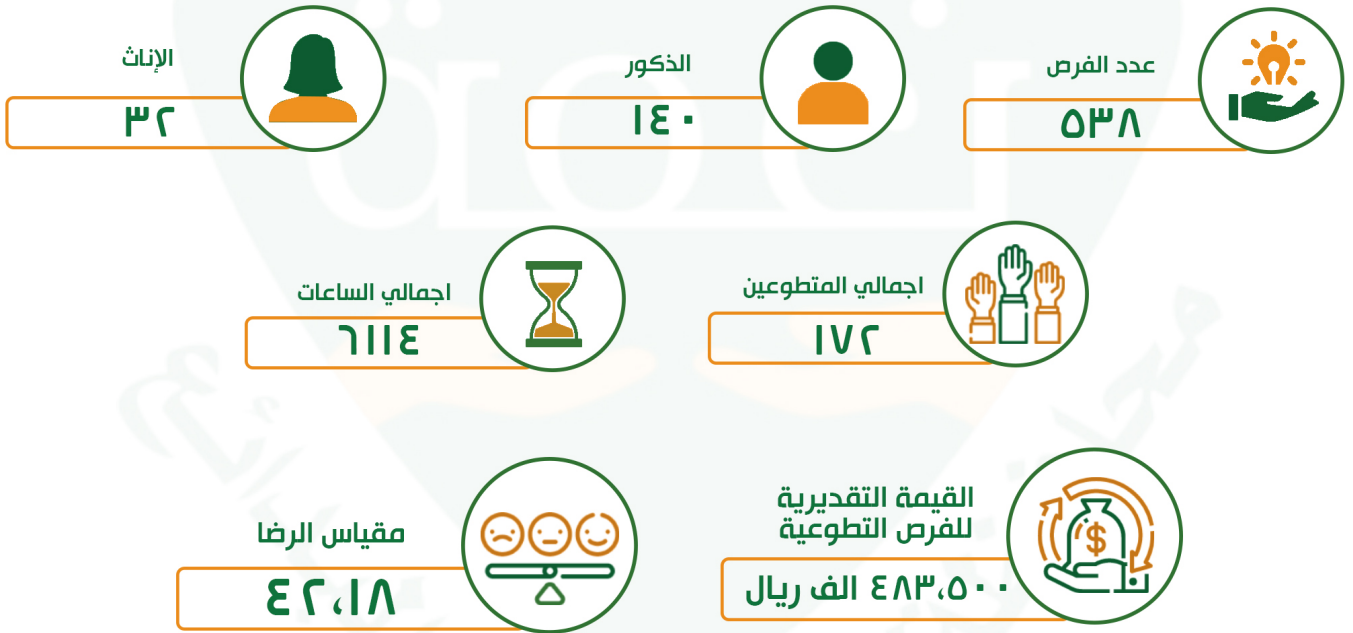 عدد الفرص
٥٣٨
الذكور
١٤٠
الإناث
٣٢
اجمالي المتطوعين
١٧٢
اجمالي الساعات
٦١١٤
القيمة التقديرية
للفرص التطوعية
٤٨٣،٥٠٠ الف ريال
مقياس الرضا
٤٢،١٨